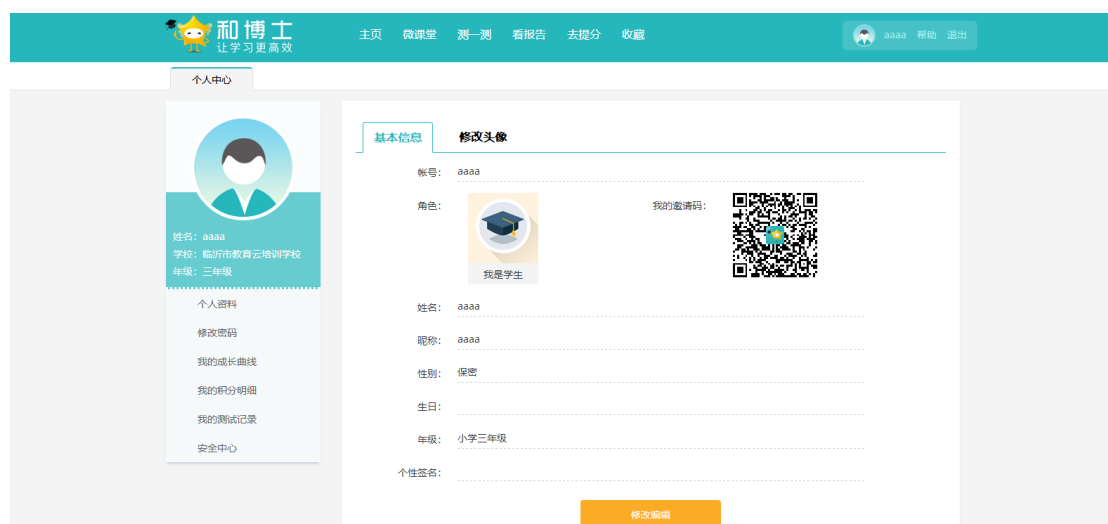 和博士
让学习更高效
主页 微课堂 测一测 看报告 去提分 收藏
aaaa 帮助 退出
个人中心
姓名：aaaa
学校：临沂市教育云培训学校
年级：三年级
个人资料
修改密码
我的成长曲线
我的积分明细
我的测试记录
安全中心
基本信息 修改头像
帐号： aaaa
角色： 我的邀请码：
我是学生
姓名： aaaa
昵称： aaaa
性别： 保密
生日：
年级： 小学三年级
个性签名：
修改编辑